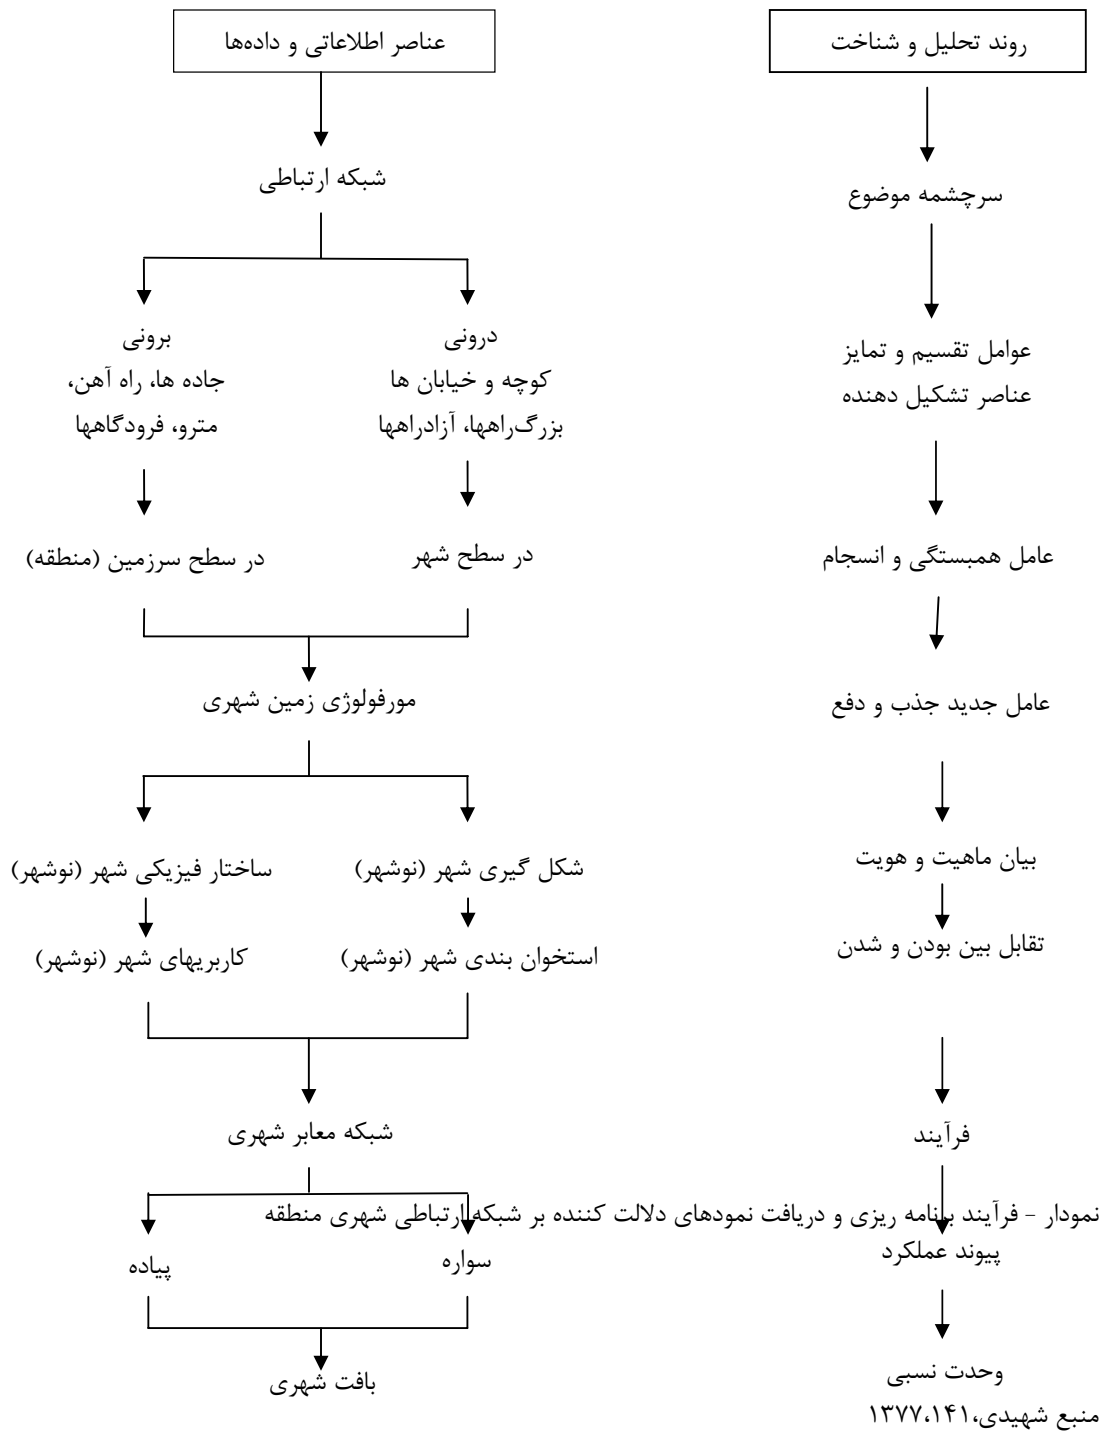 روند تحلیل و شناخت
عناصر اطلاعاتی و داده‌ها
سرچشمه موضوع
شبکه ارتباطی
عوامل تقسیم و تمایز
عناصر تشکیل دهنده
درونی
کوچه و خیابان ها
بزرگ‌راهها، آزادراهها
برونی
جاده ها، راه آهن،
مترو، فرودگاهها
عامل همبستگی و انسجام
در سطح شهر
در سطح سرزمین (منطقه)
عامل جدید جذب و دفع
مورفولوژی زمین شهری
بیان ماهیت و هویت
شکل گیری شهر (نوشهر)
ساختار فیزیکی شهر (نوشهر)
تقابل بین بودن و شدن
استخوان بندی شهر (نوشهر)
کاربریهای شهر (نوشهر)
فرآیند
شبکه معابر شهری
نمودار - فرآیند برنامه ریزی و دریافت نمودهای دلالت کننده بر شبکه ارتباطی شهری منطقه
پیوند عملکرد
سواره
پیاده
وحدت نسبی
بافت شهری
منبع شهیدی،۱۳۷۷،۱۴۱